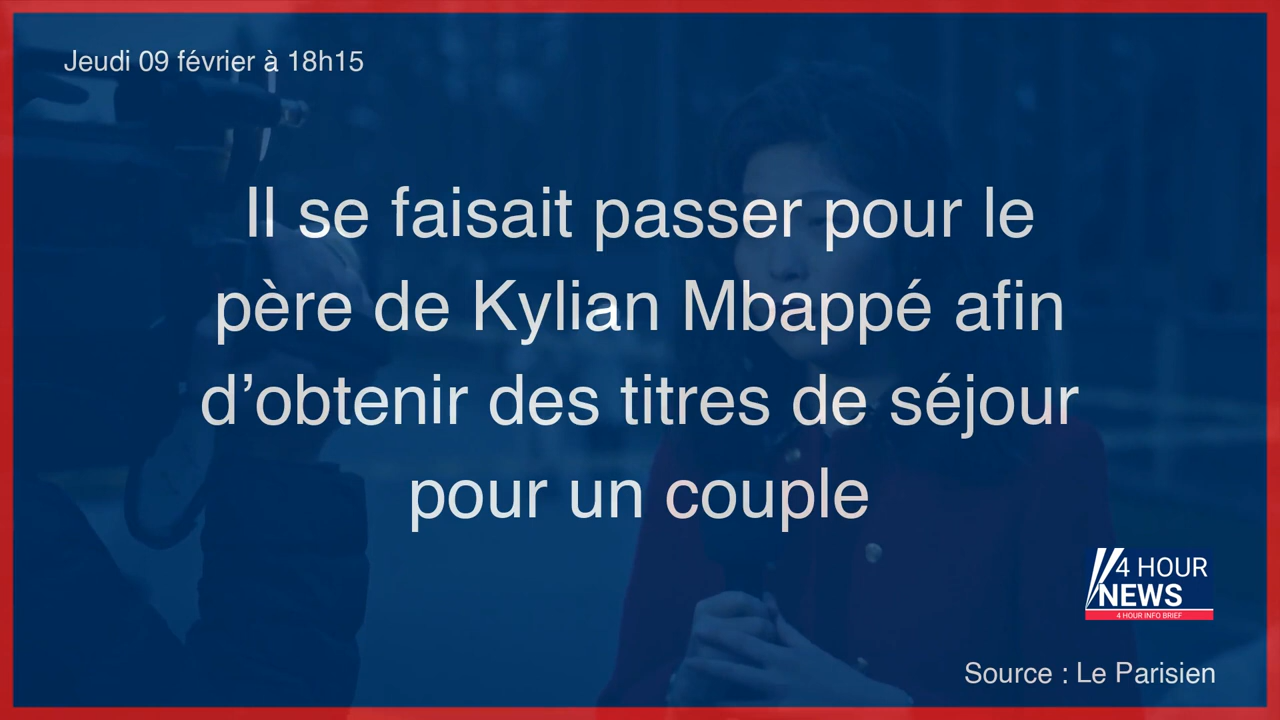 Jeudi 09 février à 18h15
Il se faisait passer pour le
père de Kylian Mbappé afin
d’obtenir des titres de séjour
pour un couple
4 HOUR
NEWS
4 HOUR INFO BRIEF
Source : Le Parisien